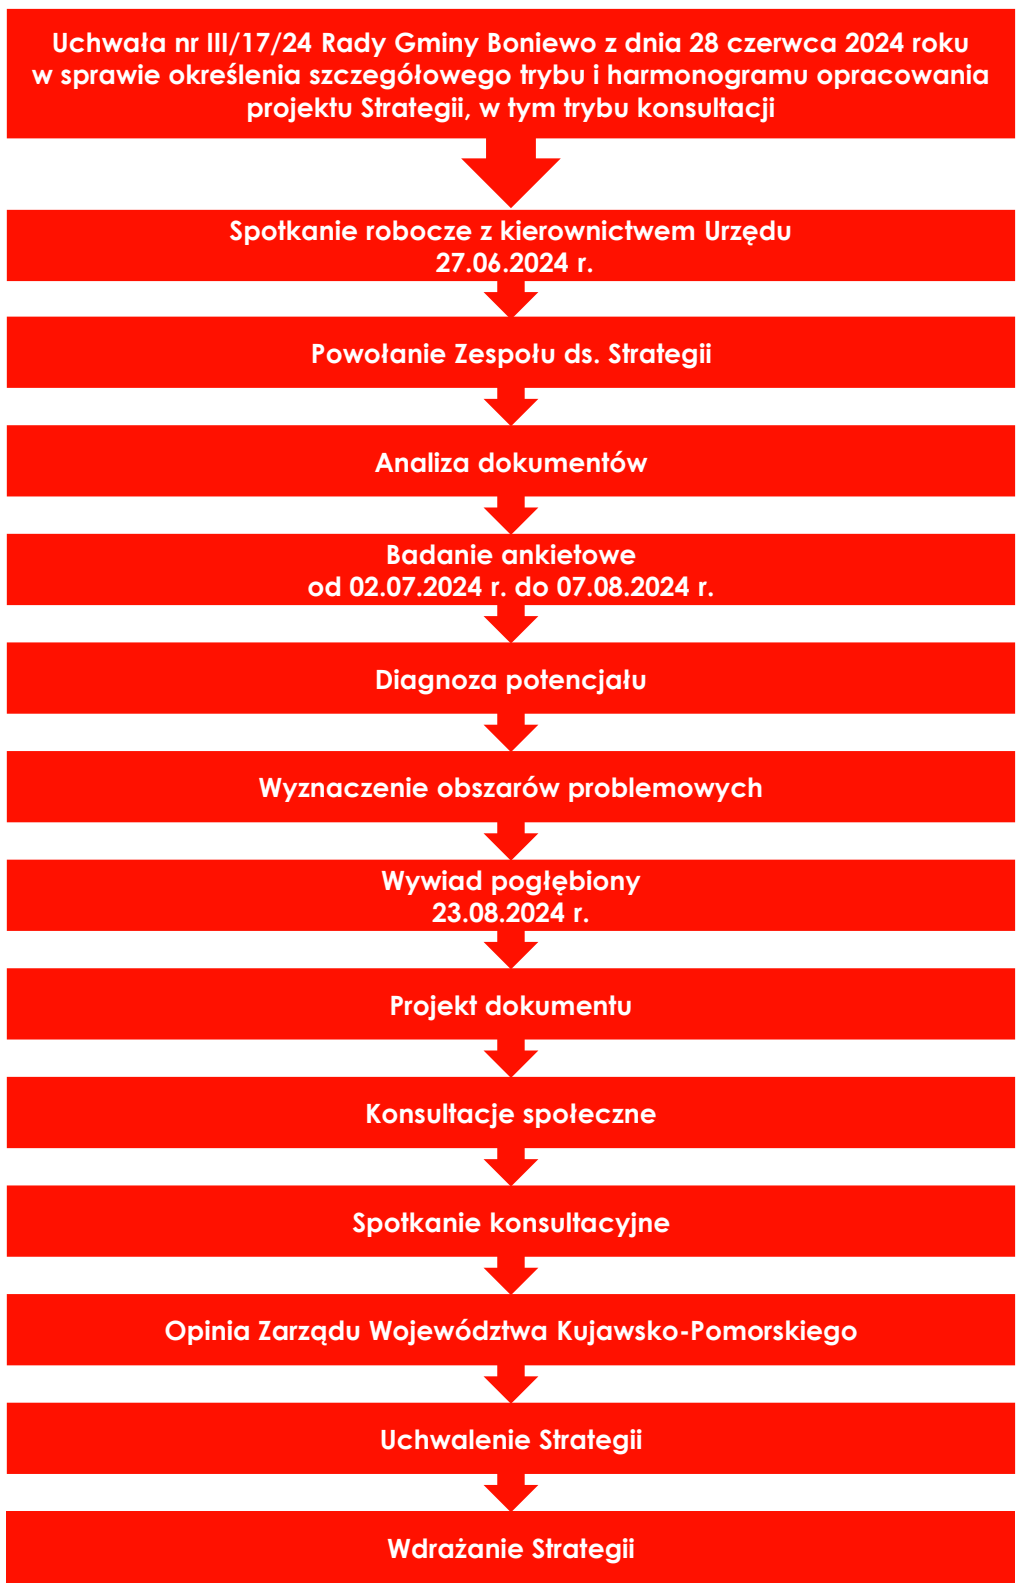 Uchwała nr III/17/24 Rady Gminy Boniewo z dnia 28 czerwca 2024 roku
w sprawie określenia szczegółowego trybu i harmonogramu opracowania
projektu Strategii, w tym trybu konsultacji
Spotkanie robocze z kierownictwem Urzędu
27.06.2024 r.
Powołanie Zespołu ds. Strategii
Analiza dokumentów
Badanie ankietowe
od 02.07.2024 r. do 07.08.2024 r.
Diagnoza potencjału
Wyznaczenie obszarów problemowych
Wywiad pogłębiony
23.08.2024 r.
Projekt dokumentu
Konsultacje społeczne
Spotkanie konsultacyjne
Opinia Zarządu Województwa Kujawsko-Pomorskiego
Uchwalenie Strategii
Wdrażanie Strategii